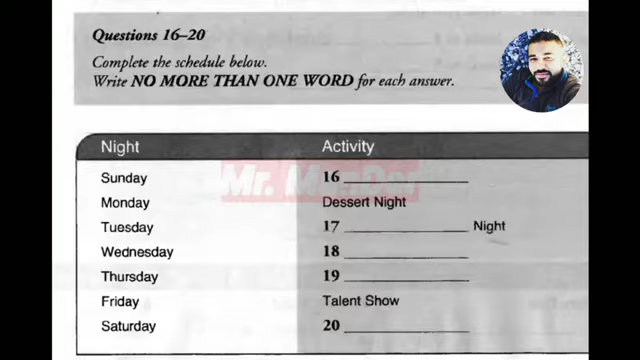 Questions 16–20
Complete the schedule below.
Write NO MORE THAN ONE WORD for each answer.
Night Activity
Sunday 16
Monday Dessert Night
Tuesday 17 Night
Wednesday 18
Thursday 19
Friday Talent Show
Saturday 20